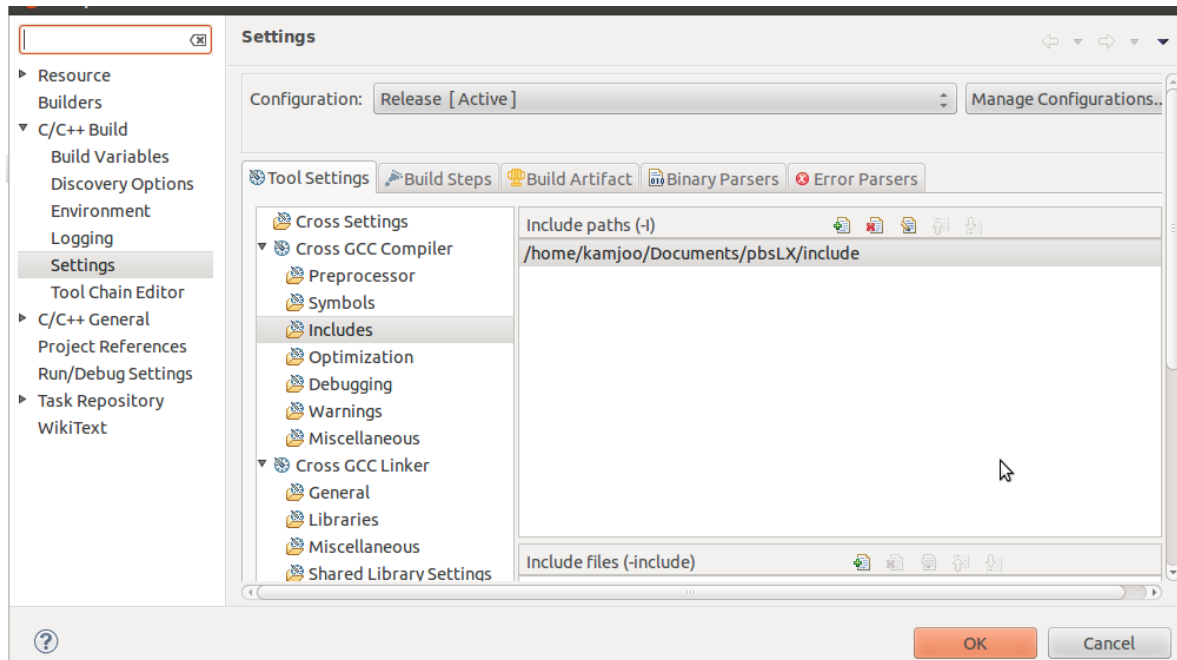 Settings
Resource
Builders
C/C++ Build
Build Variables
Discovery Options
Environment
Logging
Settings
Tool Chain Editor
C/C++ General
Project References
Run/Debug Settings
Task Repository
WikiText
Configuration: Release [ Active ] Manage Configurations..
Tool Settings Build Steps Build Artifact Binary Parsers Error Parsers
Cross Settings
Cross GCC Compiler
Preprocessor
Symbols
Includes
Optimization
Debugging
Warnings
Miscellaneous
Cross GCC Linker
General
Libraries
Miscellaneous
Shared Library Settings
Include paths (-I)
/home/kamjoo/Documents/pbsLX/include
Include files (-include)
OK Cancel